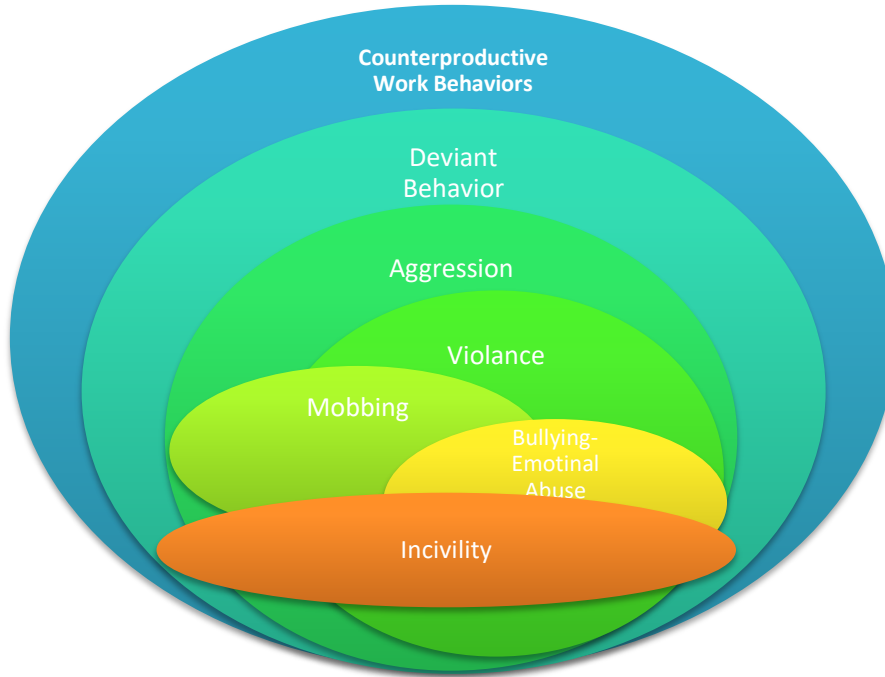 Counterproductive
Work Behaviors
Deviant
Behavior
Aggression
Violance
Mobbing
Bullying-
Emotinal
Abuse
Incivility